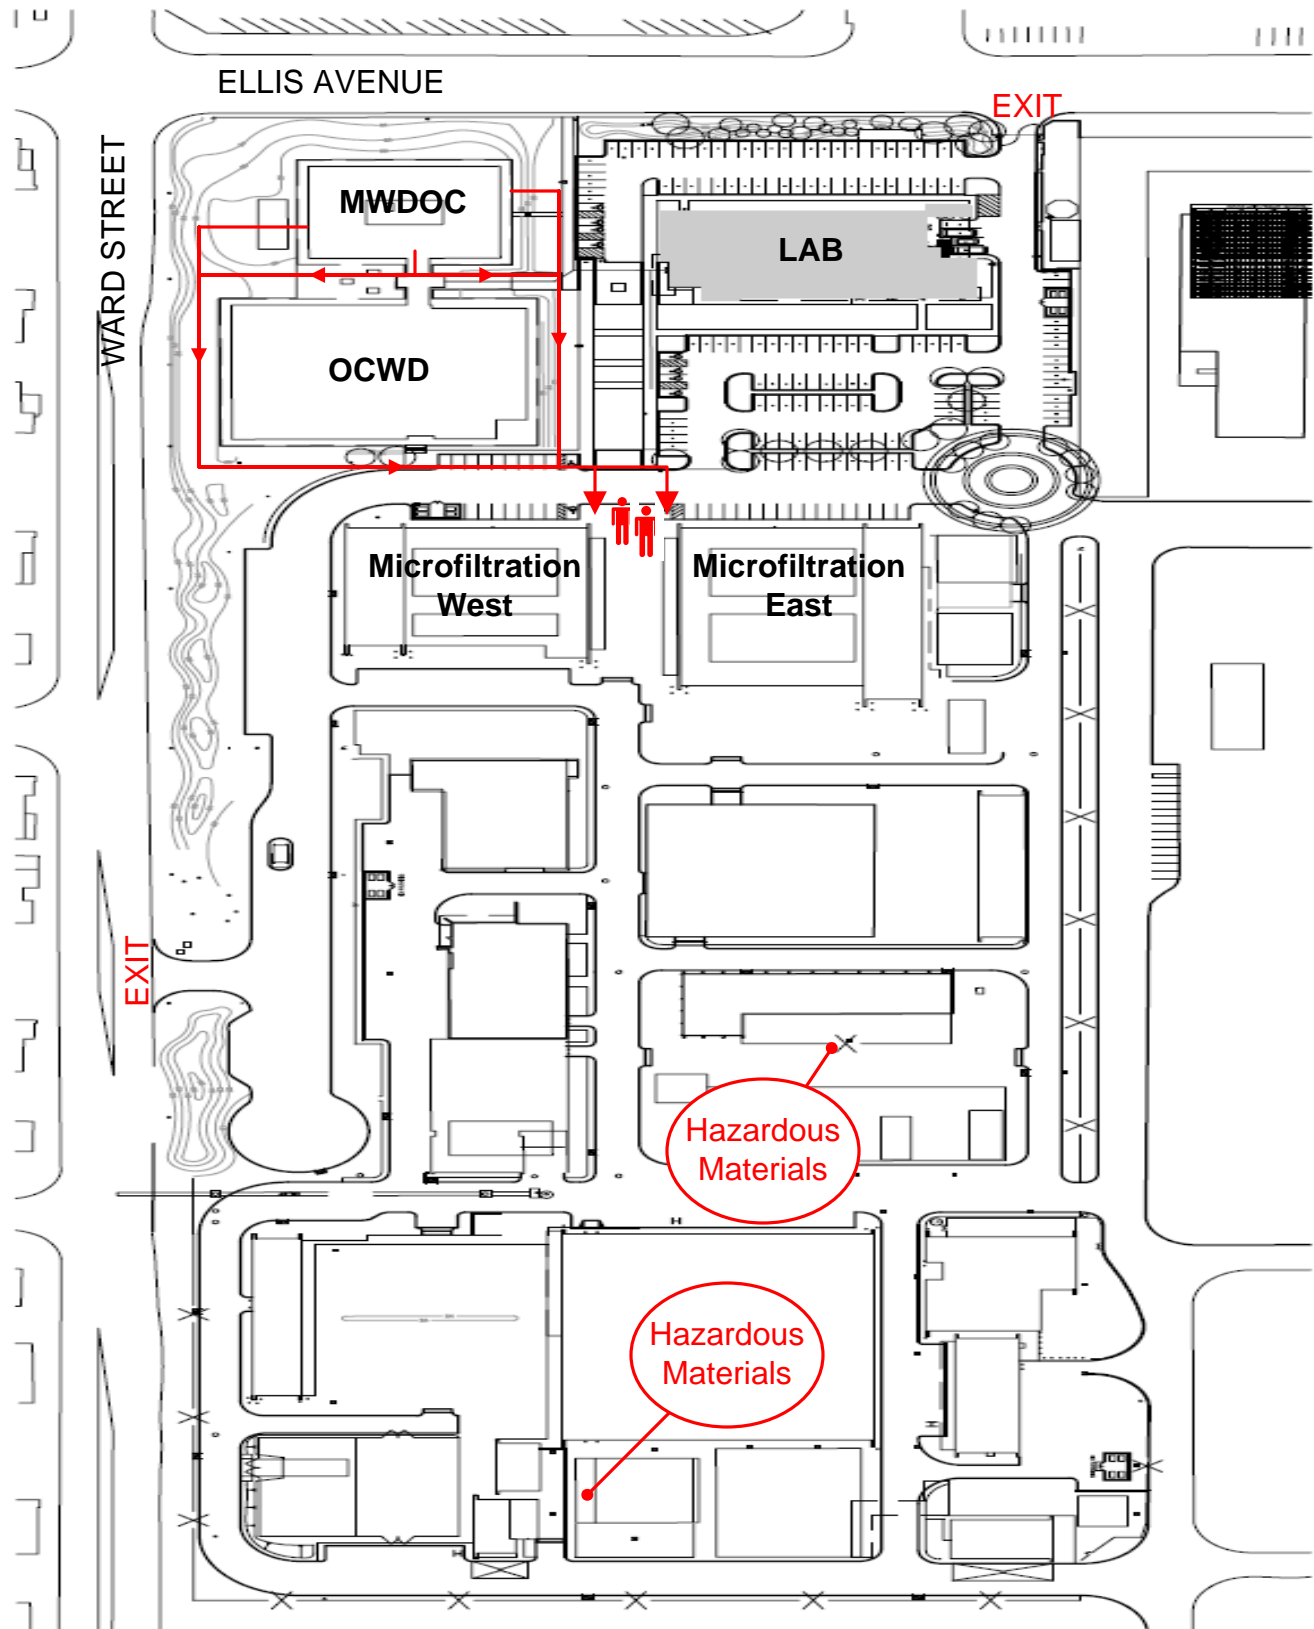 ELLIS AVENUE
EXIT
WARD STREET
MWDOC
LAB
OCWD
Microfiltration
West
Microfiltration
East
EXIT
Hazardous
Materials
Hazardous
Materials